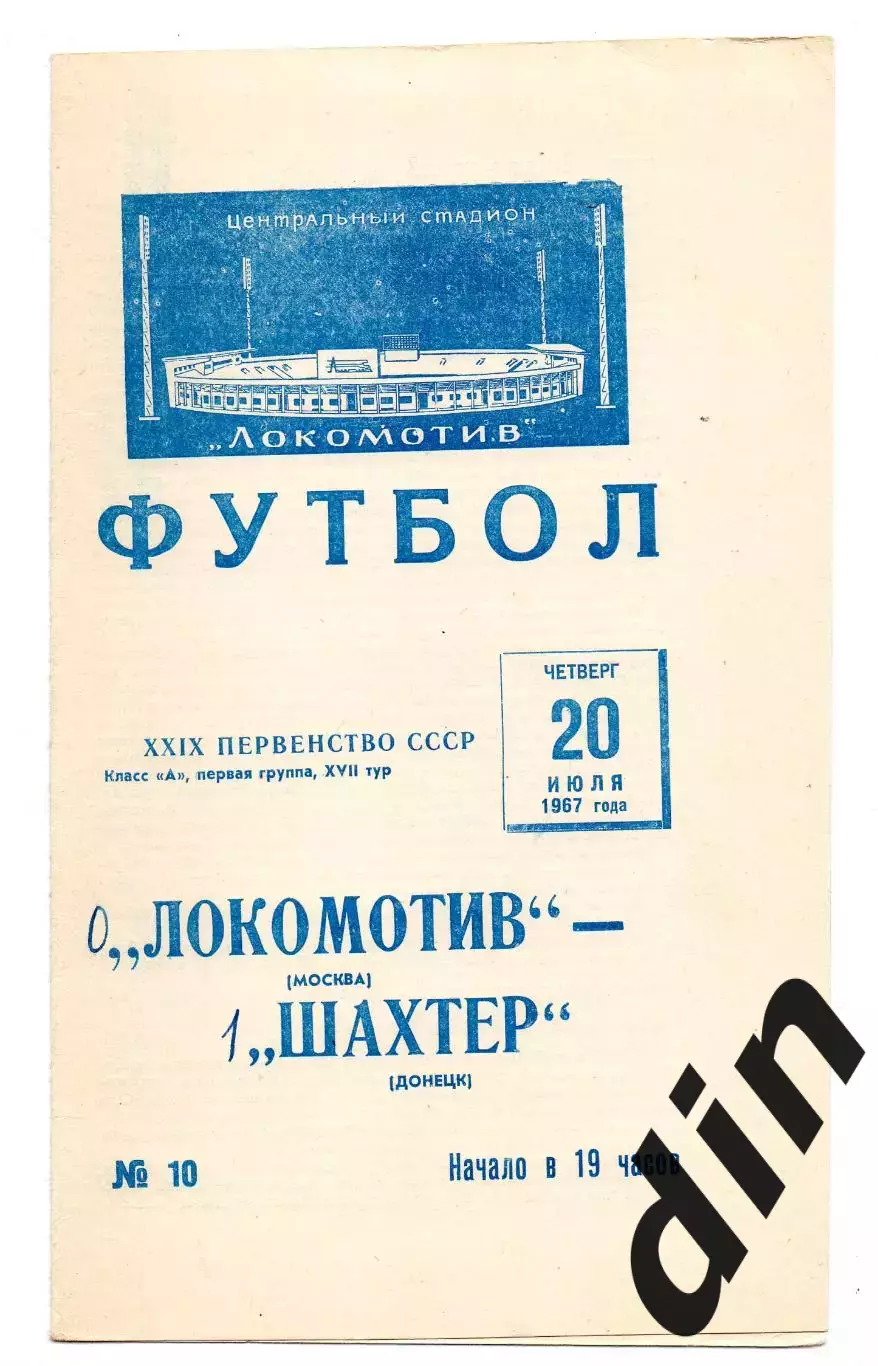 Центральный стадион
„Локомотив“
ФУТБОЛ
ЧЕТВЕРГ
20
ИЮЛЯ
1967 года
XXIX ПЕРВЕНСТВО СССР
Класс «А», первая группа, XVII тур
0 „ЛОКОМОТИВ“ —
(МОСКВА)
1 „ШАХТЕР“
(ДОНЕЦК)
№ 10
Начало в 19 часов
din